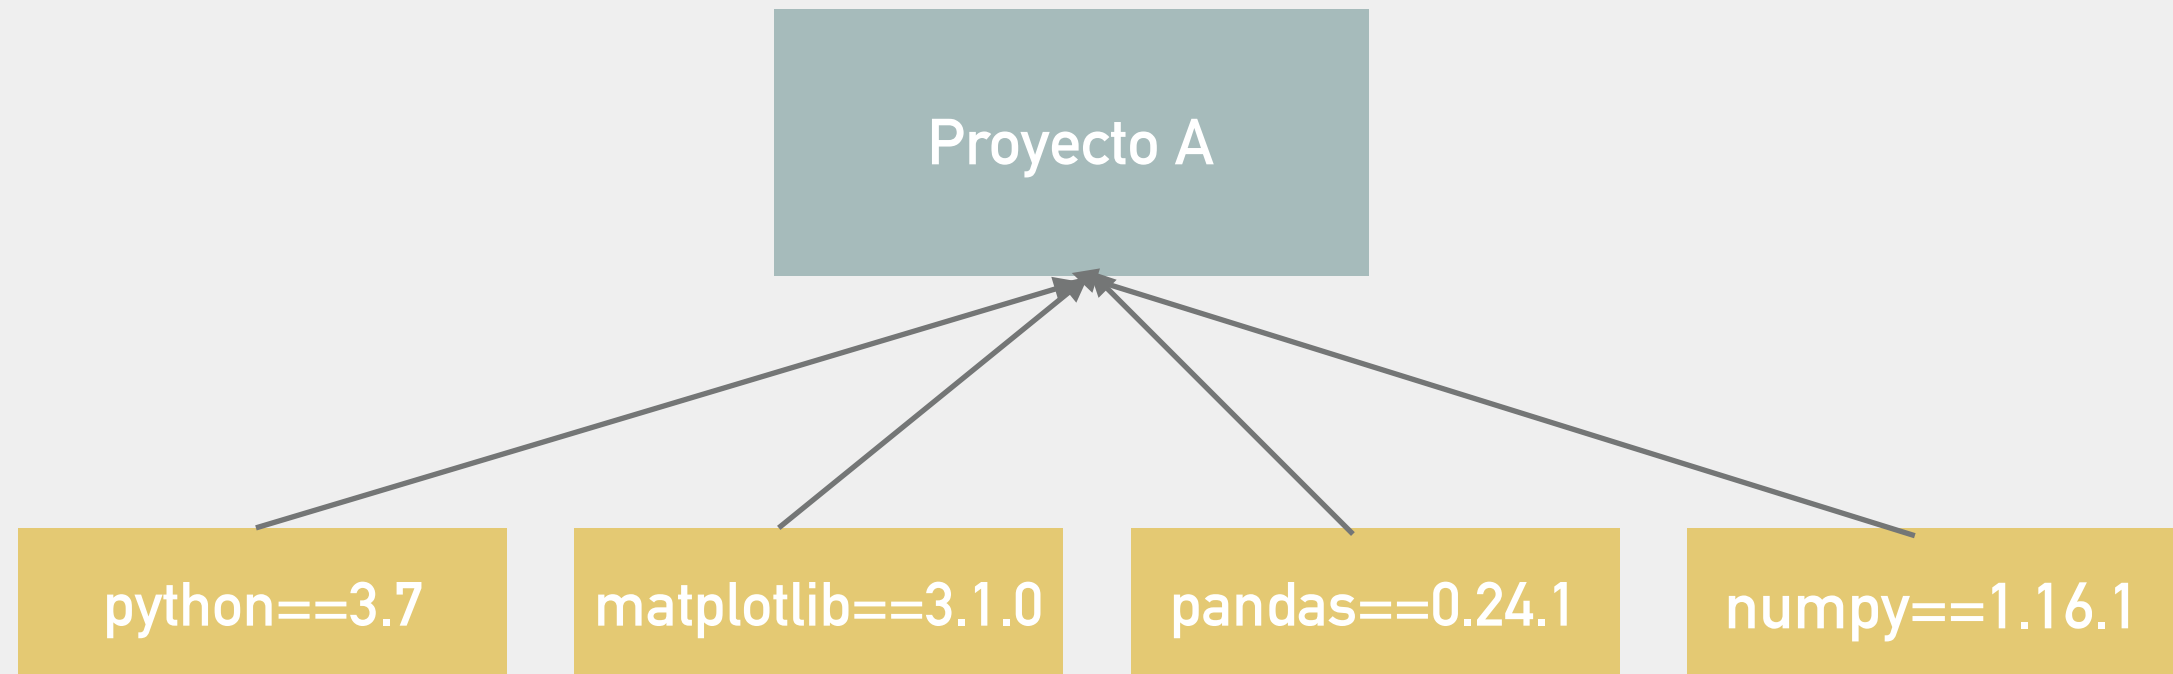 Proyecto A
python==3.7
matplotlib==3.1.0
pandas==0.24.1
numpy==1.16.1